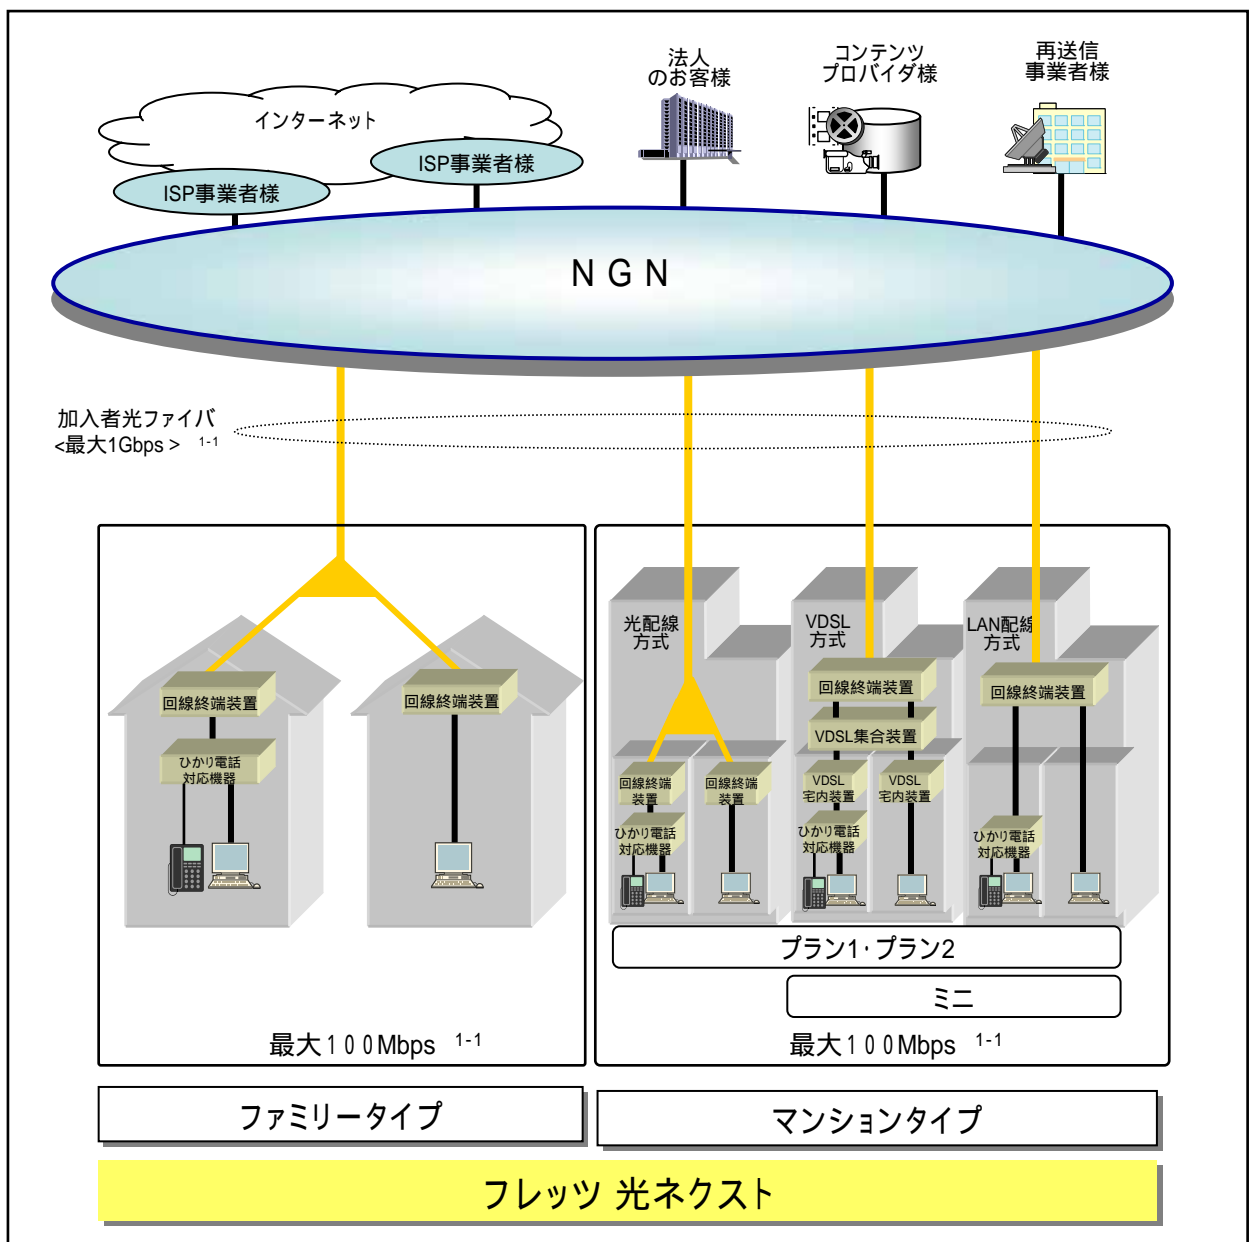 法人
のお客様
コンテンツ
プロバイダ様
再送信
事業者様
インターネット
ISP事業者様
ISP事業者様
NGN
加入者光ファイバ
<最大1Gbps> 1-1
光配線
方式
VDSL
方式
LAN配線
方式
回線終端装置
回線終端装置
回線終端装置
回線終端装置
VDSL集合装置
ひかり電話
対応機器
回線終端
装置
回線終端
装置
VDSL
宅内装置
VDSL
宅内装置
ひかり電話
対応機器
ひかり電話
対応機器
ひかり電話
対応機器
プラン1・プラン2
ミニ
最大100Mbps 1-1
最大100Mbps 1-1
ファミリータイプ
マンションタイプ
フレッツ 光ネクスト